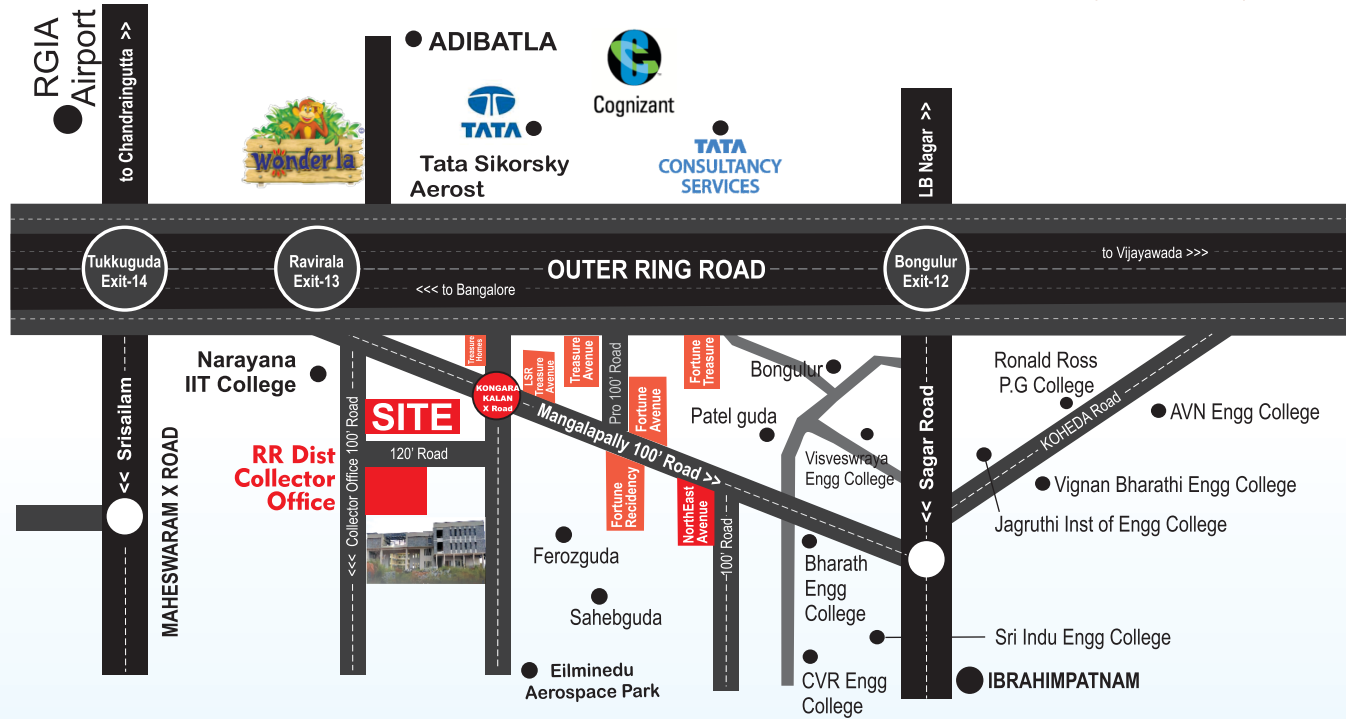 RGIA
Airport
to Chandraingutta >>
ADIBATLA
wonderla
TATA
Tata Sikorsky
Aerost
Cognizant
TATA
CONSULTANCY
SERVICES
LB Nagar >>
Tukkuguda
Exit-14
Ravirala
Exit-13
<<< to Bangalore
OUTER RING ROAD
Bongulur
Exit-12
to Vijayawada >>>
<< Srisailam
MAHESWARAM X ROAD
Narayana
IIT College
RR Dist
Collector
Office
<<< Collector Office 100' Road
SITE
120' Road
Treasure
Homes
KONGARA
KALAN
X Road
LSR
Treasure
Avenue
Treasure
Avenue
Pro 100' Road
Fortune
Avenue
Fortune
Treasure
Mangalapally 100' Road >>
Fortune
Recidency
NorthEast
Avenue
100' Road
Ferozguda
Sahebguda
Eilminedu
Aerospace Park
Bongulur
Patel guda
Visveswraya
Engg College
Bharath
Engg
College
CVR Engg
College
<< Sagar Road
Ronald Ross
P.G College
KOHEDA Road
AVN Engg College
Vignan Bharathi Engg College
Jagruthi Inst of Engg College
Sri Indu Engg College
IBRAHIMPATNAM